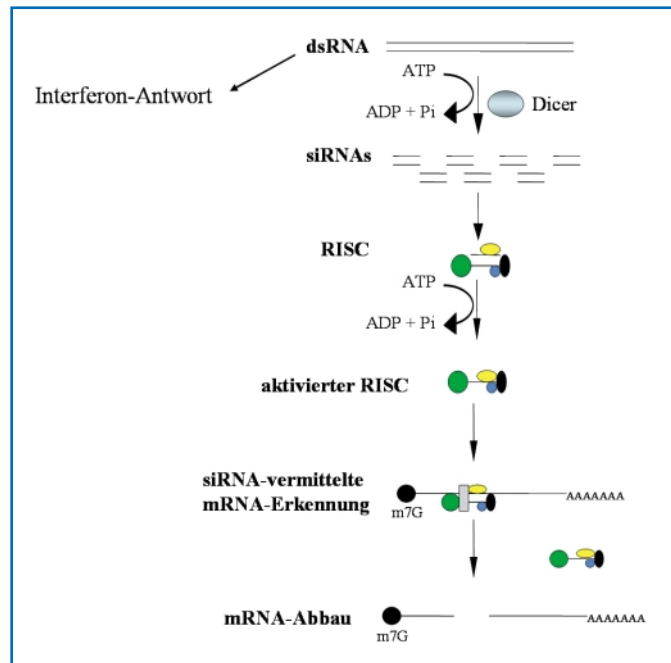 dsRNA
Interferon-Antwort
ATP
ADP + Pi
Dicer
siRNAs
RISC
ATP
ADP + Pi
aktivierter RISC
siRNA-vermittelte
mRNA-Erkennung
m7G
AAAAAAA
mRNA-Abbau
m7G
AAAAAAA